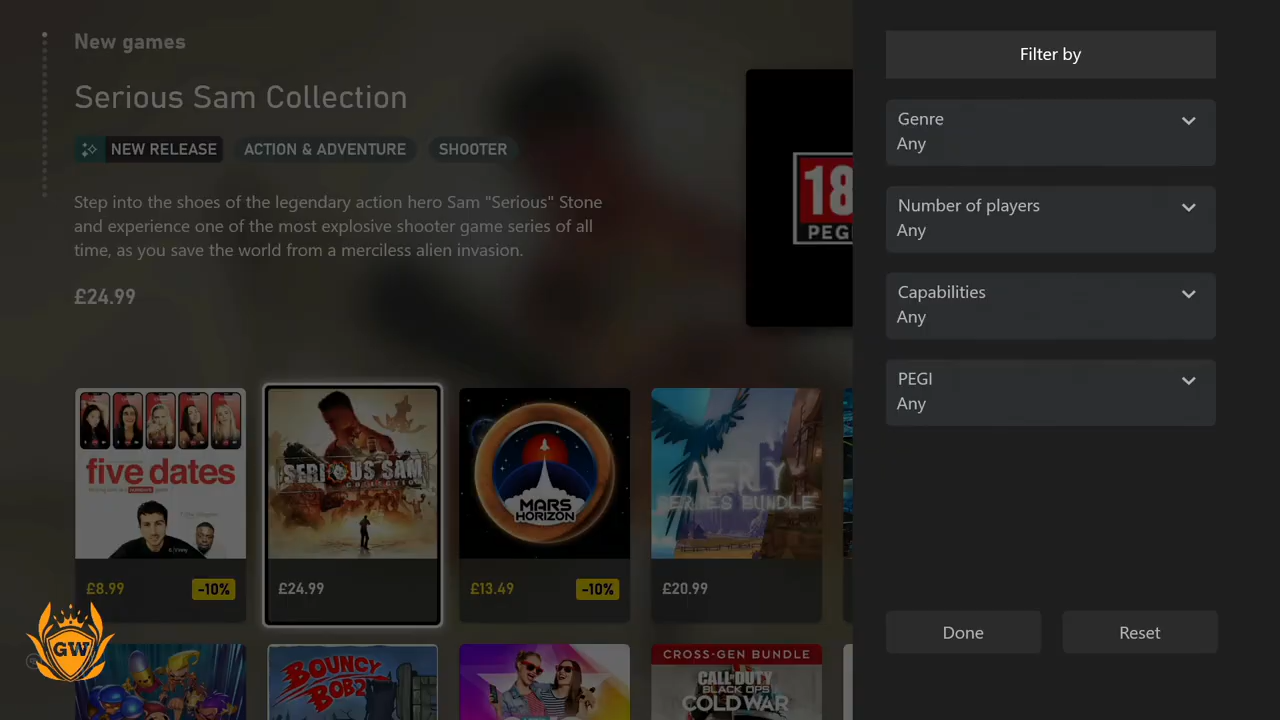 New games
Serious Sam Collection
NEW RELEASE
ACTION & ADVENTURE
SHOOTER
Step into the shoes of the legendary action hero Sam "Serious" Stone
and experience one of the most explosive shooter game series of all
time, as you save the world from a merciless alien invasion.
£24.99
18
PEGI
five dates
£8.99
-10%
SERIOUS SAM
COLLECTION
£24.99
MARS
HORIZON
£13.49
-10%
AERY
SERIES BUNDLE
£20.99
BOUNCY
BOB 2
CROSS-GEN BUNDLE
CALL OF DUTY
BLACK OPS
COLD WAR
GW
Filter by
Genre
Any
Number of players
Any
Capabilities
Any
PEGI
Any
Done
Reset